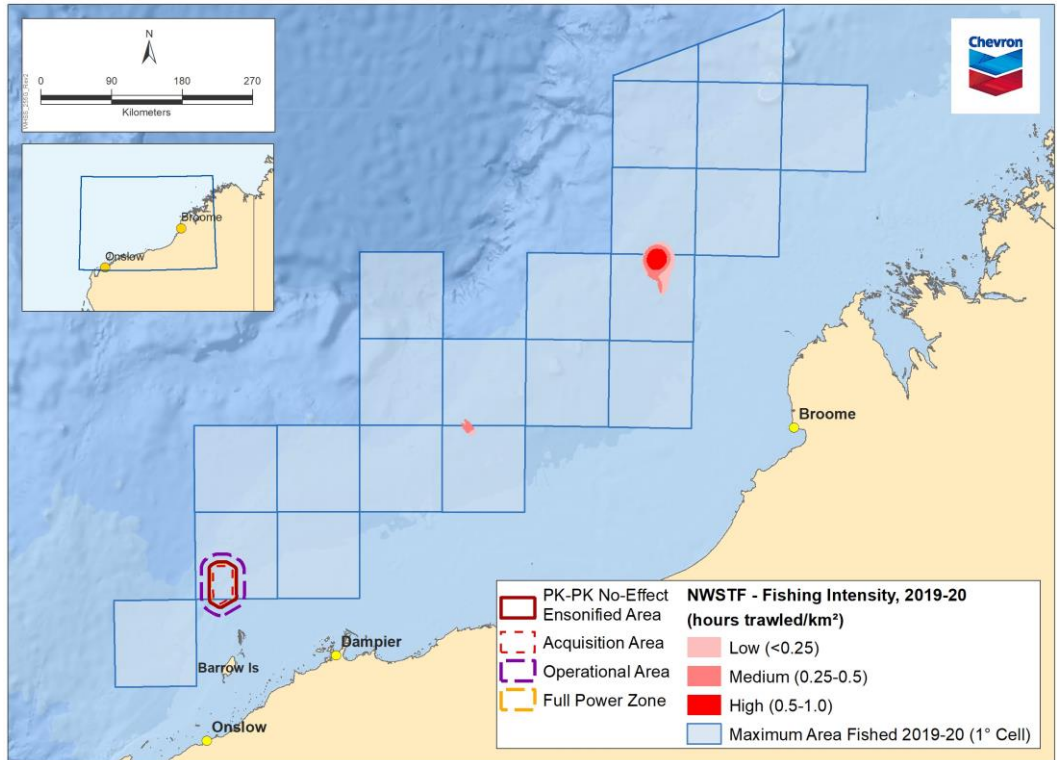 N
0 90 180 270
Kilometers
Chevron
Broome
Onslow
Broome
Barrow Is
Dampier
Onslow
PK-PK No-Effect
Ensonified Area
Acquisition Area
Operational Area
Full Power Zone
NWSTF - Fishing Intensity, 2019-20
(hours trawled/km²)
Low (<0.25)
Medium (0.25-0.5)
High (0.5-1.0)
Maximum Area Fished 2019-20 (1° Cell)